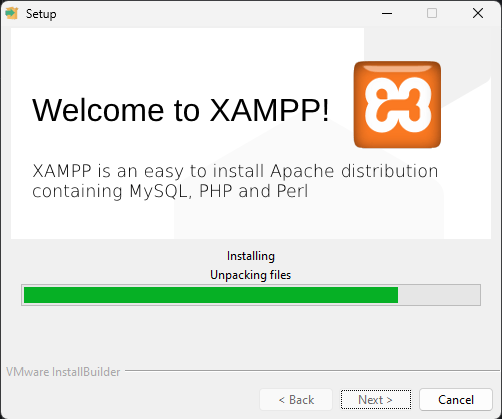 Setup
Welcome to XAMPP!
XAMPP is an easy to install Apache distribution
containing MySQL, PHP and Perl
Installing
Unpacking files
VMware InstallBuilder
< Back
Next >
Cancel